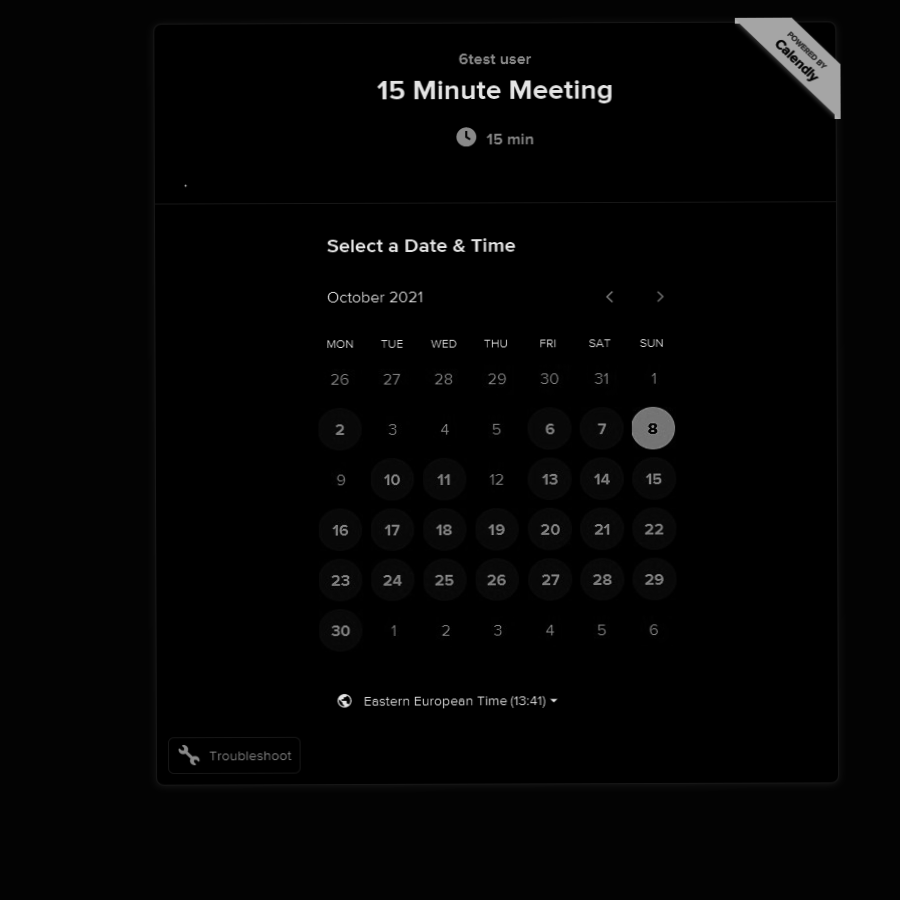 POWERED BY
Calendly
6test user
15 Minute Meeting
15 min
Select a Date & Time
October 2021
MON TUE WED THU FRI SAT SUN
26 27 28 29 30 31 1
2 3 4 5 6 7 8
9 10 11 12 13 14 15
16 17 18 19 20 21 22
23 24 25 26 27 28 29
30 1 2 3 4 5 6
Eastern European Time (13:41)
Troubleshoot